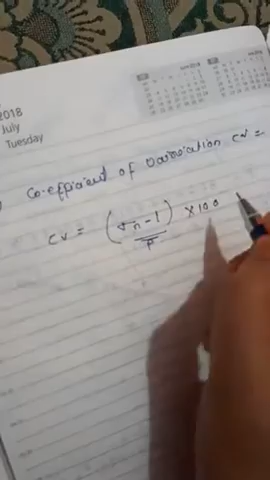 2018
July
Tuesday
Co-efficient of variation CV =
CV = (√n - 1 / P) × 100